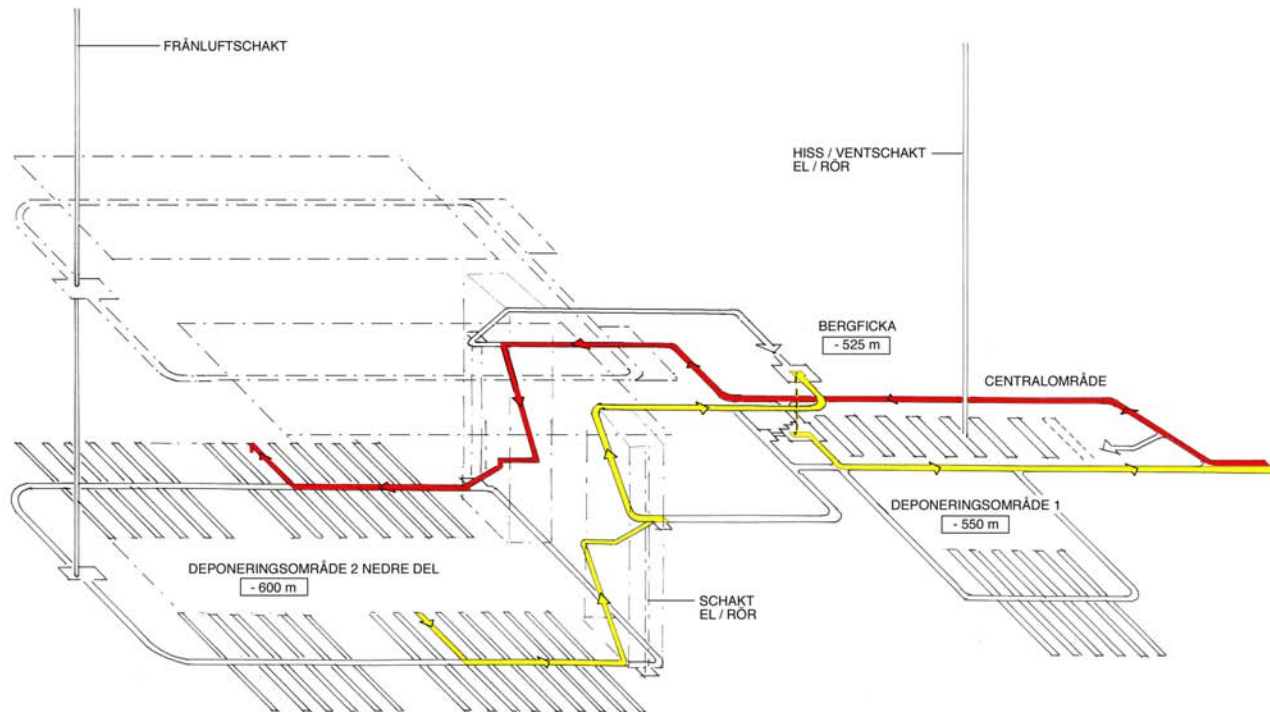 FRÅNLUFTSCHAKT
HISS / VENTSCHAKT
EL / RÖR
BERGFICKA
- 525 m
CENTRALOMRÅDE
DEPONERINGSOMRÅDE 1
- 550 m
DEPONERINGSOMRÅDE 2 NEDRE DEL
- 600 m
SCHAKT
EL / RÖR